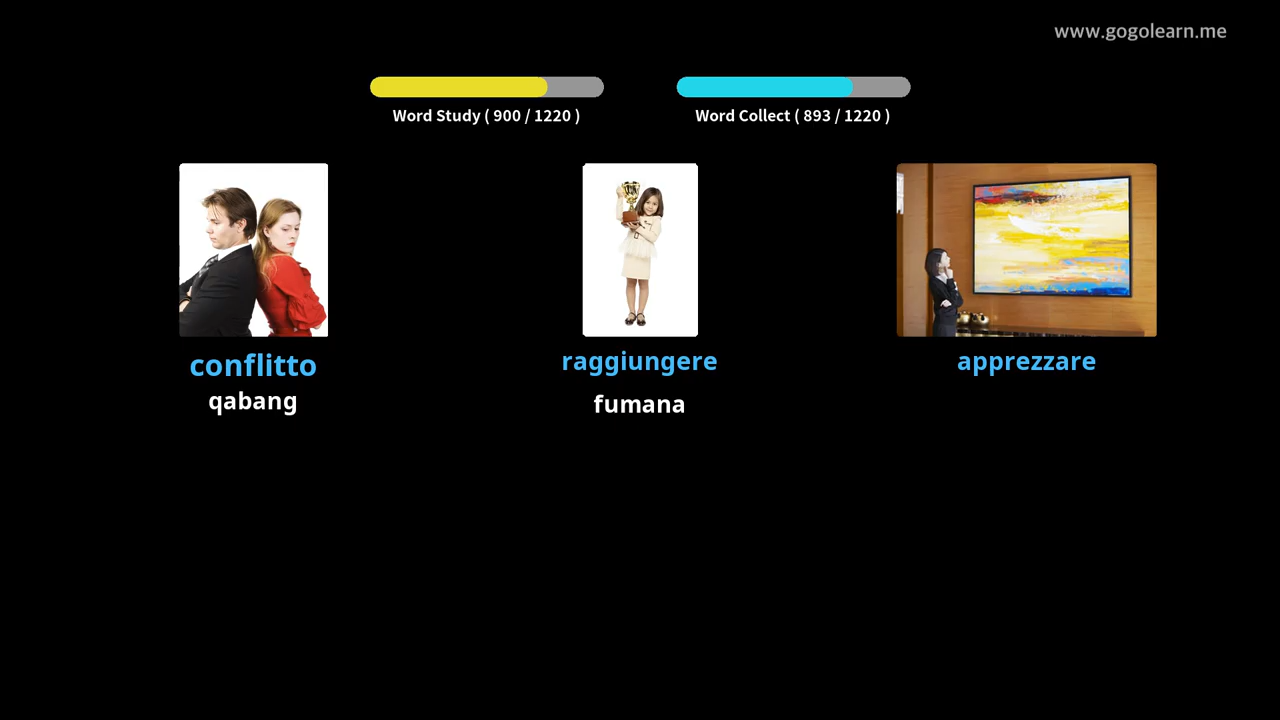 www.gogolearn.me
Word Study ( 900 / 1220 )
Word Collect ( 893 / 1220 )
conflitto
qabang
raggiungere
fumana
apprezzare